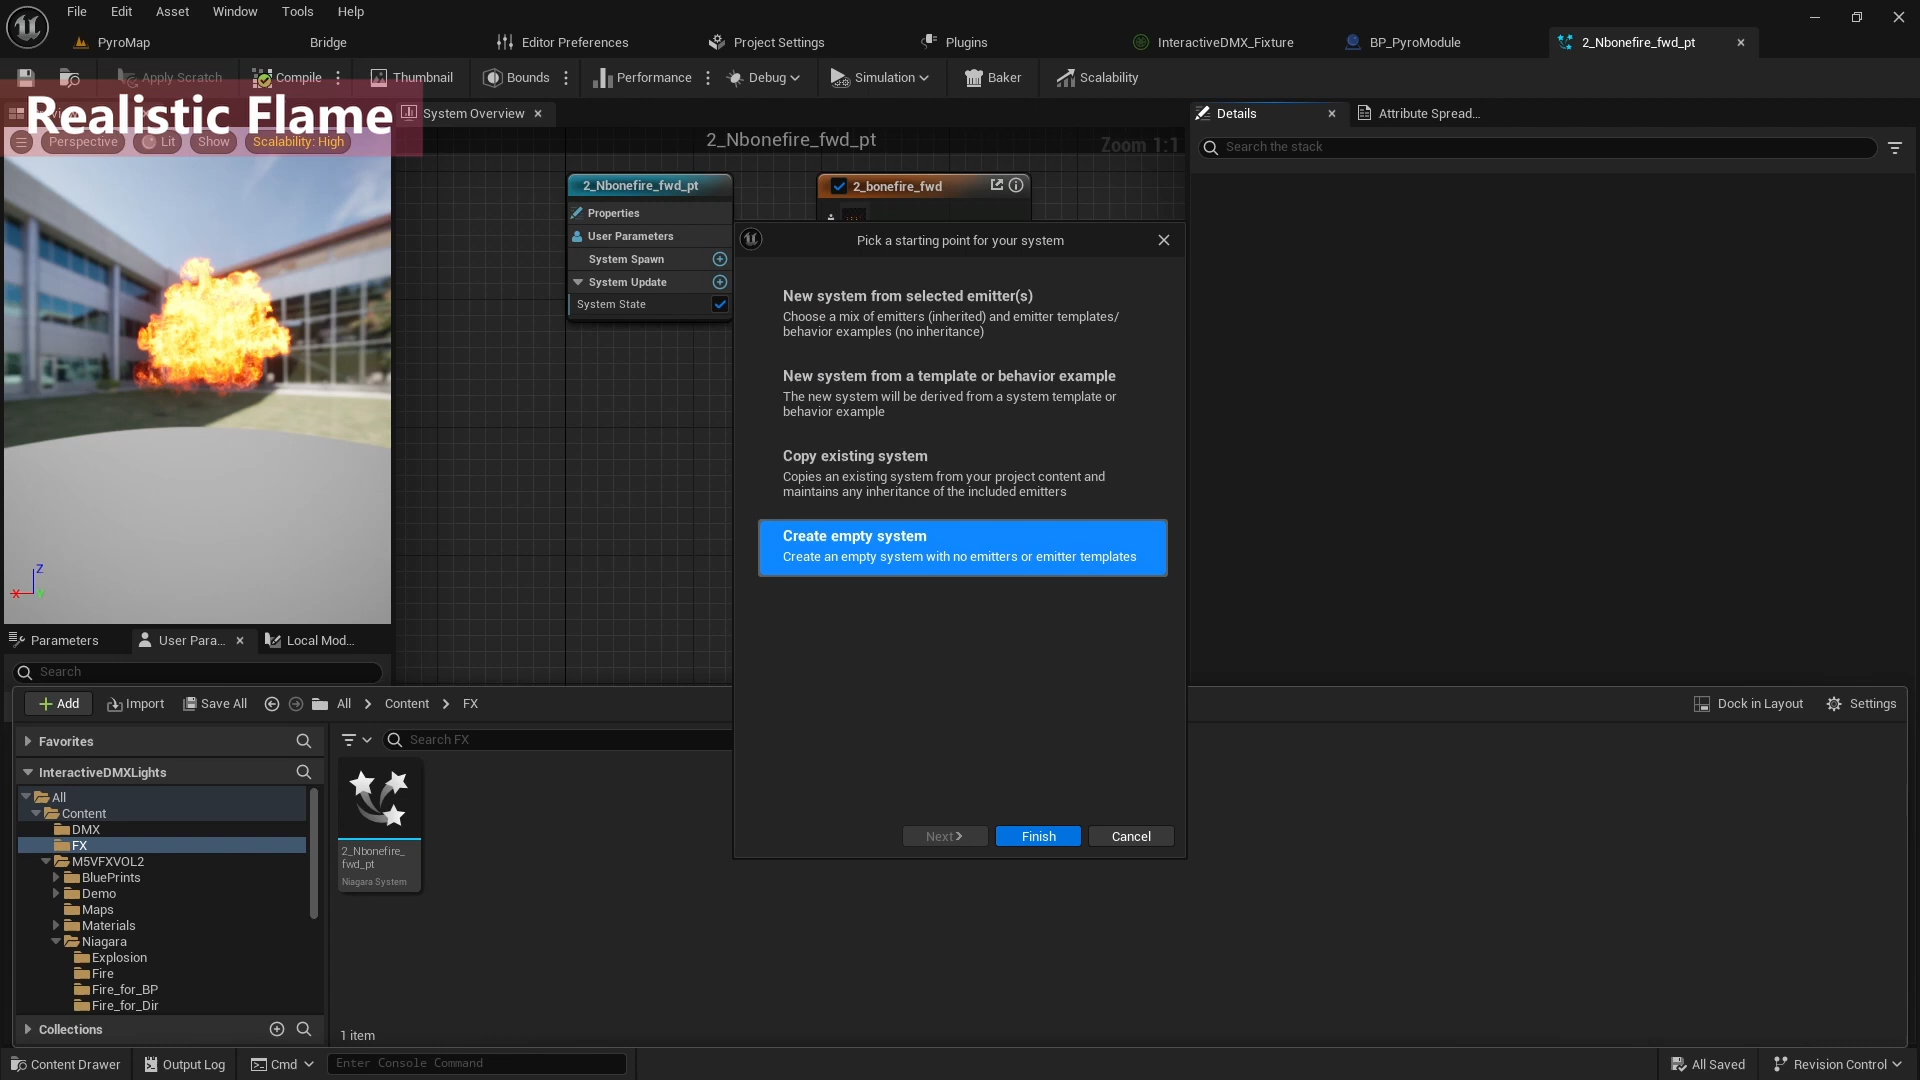 File Edit Asset Window Tools Help
PyroMap Bridge Editor Preferences Project Settings Plugins InteractiveDMX_Fixture BP_PyroModule 2_Nbonefire_fwd_pt
Apply Scratch Compile Thumbnail Bounds Performance Debug Simulation Baker Scalability
Realistic Flame
System Overview
Details
Attribute Spread...
Perspective Lit Show Scalability: High
2_Nbonefire_fwd_pt
Zoom 1:1
Search the stack
2_Nbonefire_fwd_pt
Properties
User Parameters
System Spawn
System Update
System State
2_bonefire_fwd
Pick a starting point for your system
New system from selected emitter(s)
Choose a mix of emitters (inherited) and emitter templates/
behavior examples (no inheritance)
New system from a template or behavior example
The new system will be derived from a system template or
behavior example
Copy existing system
Copies an existing system from your project content and
maintains any inheritance of the included emitters
Create empty system
Create an empty system with no emitters or emitter templates
Next Finish Cancel
Z
X
Y
Parameters User Para... Local Mod...
Search
Add Import Save All All Content FX
Dock in Layout Settings
Favorites
Search FX
InteractiveDMXLights
All
Content
DMX
FX
M5VFXVOL2
BluePrints
Demo
Maps
Materials
Niagara
Explosion
Fire
Fire_for_BP
Fire_for_Dir
Collections
2_Nbonefire_
fwd_pt
Niagara System
1 item
Content Drawer Output Log Cmd Enter Console Command
All Saved Revision Control